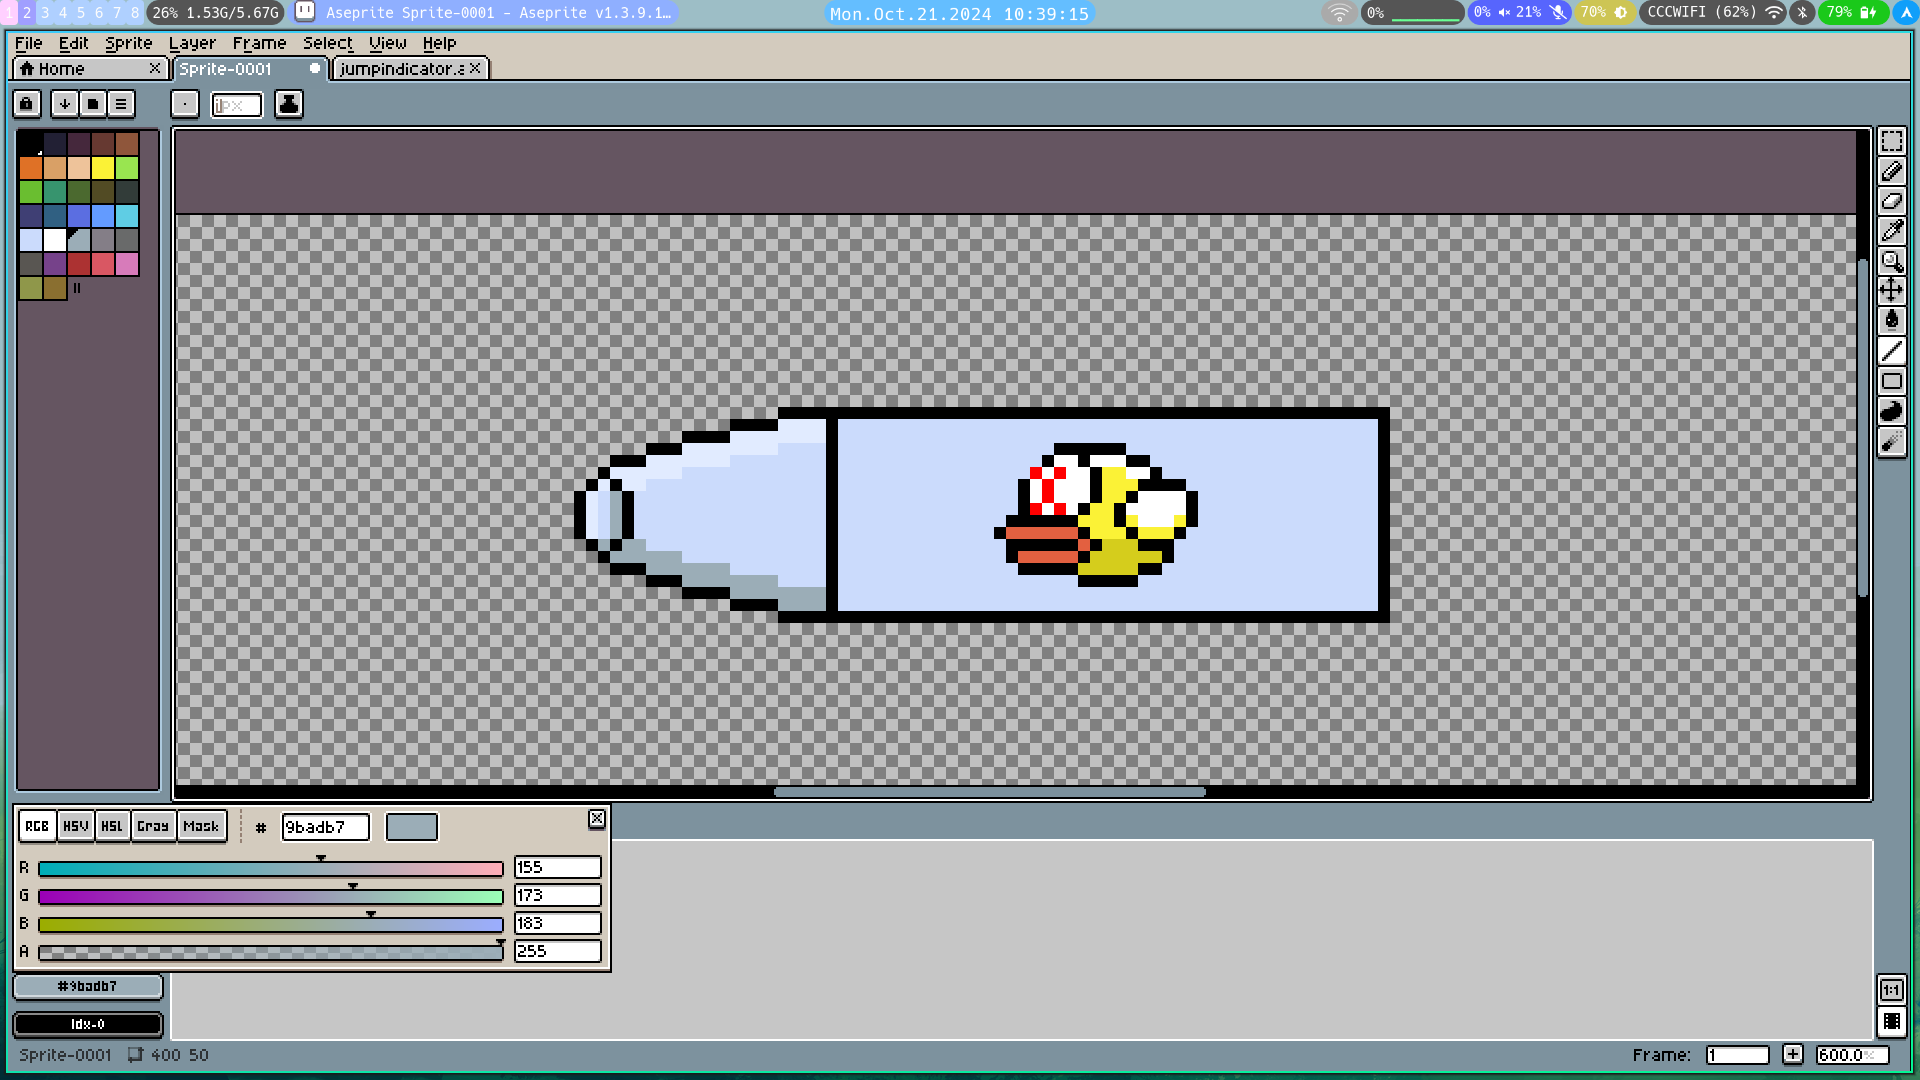 1 2 3 4 5 6 7 8 26% 1.53G/5.67G Aseprite Sprite-0001 - Aseprite v1.3.9.1… Mon.Oct.21.2024 10:39:15 0% 0% 21% 70% CCCWIFI (62%) 79%
File Edit Sprite Layer Frame Select View Help
Home Sprite-0001 jumpindicator.a
1px
RGB HSV HSL Gray Mask # 9badb7
R 155
G 173
B 183
A 255
#9badb7
Idx-0
1:1
Sprite-0001 400 50 Frame: 1 600.0%